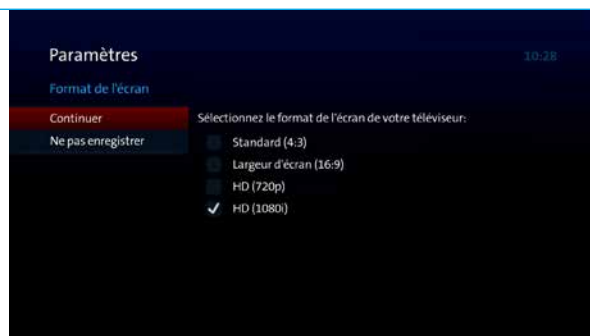 Paramètres
10:28
Format de l'écran
Continuer
Sélectionnez le format de l'écran de votre téléviseur:
Ne pas enregistrer
Standard (4:3)
Largeur d'écran (16:9)
HD (720p)
HD (1080i)